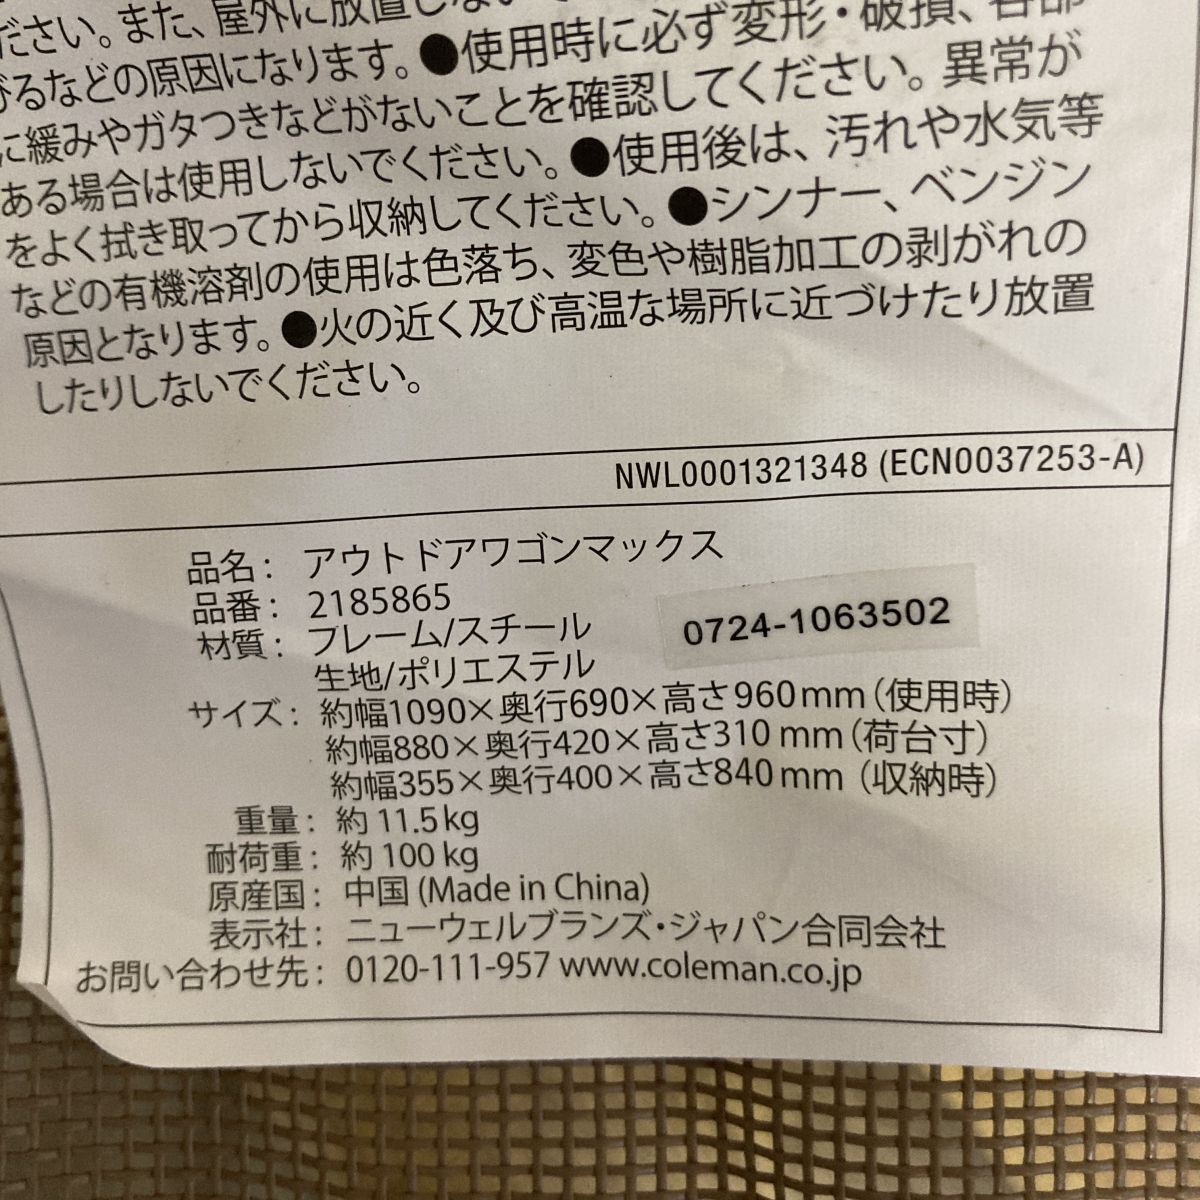 ださい。また、屋外に放置しない
びるなどの原因になります。●使用時に必ず変形・破損、各部
に緩みやガタつきなどがないことを確認してください。異常が
ある場合は使用しないでください。●使用後は、汚れや水気等
をよく拭き取ってから収納してください。●シンナー、ベンジン
などの有機溶剤の使用は色落ち、変色や樹脂加工の剥がれの
原因となります。●火の近く及び高温な場所に近づけたり放置
したりしないでください。
NWL0001321348 (ECN0037253-A)
品名: アウトドアワゴンマックス
品番: 2185865
材質: フレーム/スチール
生地/ポリエステル
0724-1063502
サイズ: 約幅1090×奥行690×高さ960mm(使用時)
約幅880×奥行420×高さ310mm(荷台寸)
約幅355×奥行400×高さ840mm(収納時)
重量: 約 11.5kg
耐荷重: 約 100 kg
原産国: 中国 (Made in China)
表示社: ニューウェルブランズ・ジャパン合同会社
お問い合わせ先: 0120-111-957 www.coleman.co.jp